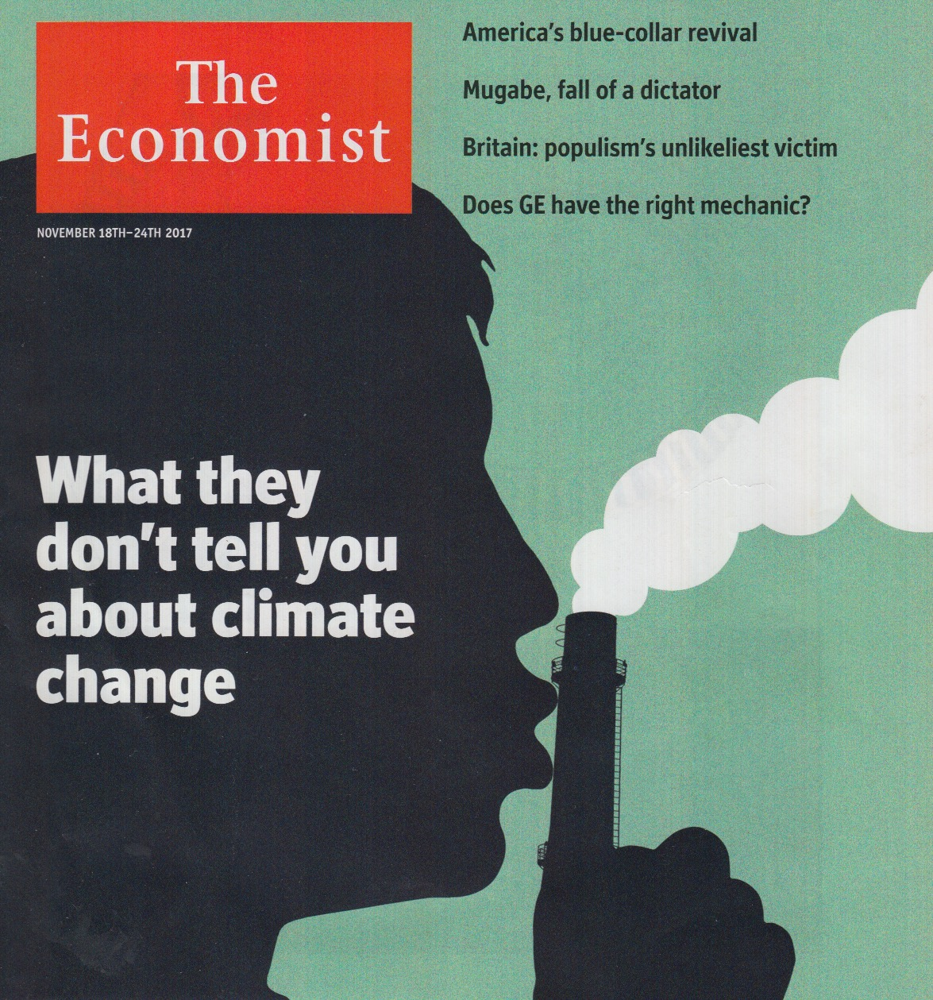 The
Economist
NOVEMBER 18TH–24TH 2017
America's blue-collar revival
Mugabe, fall of a dictator
Britain: populism's unlikeliest victim
Does GE have the right mechanic?
What they
don't tell you
about climate
change